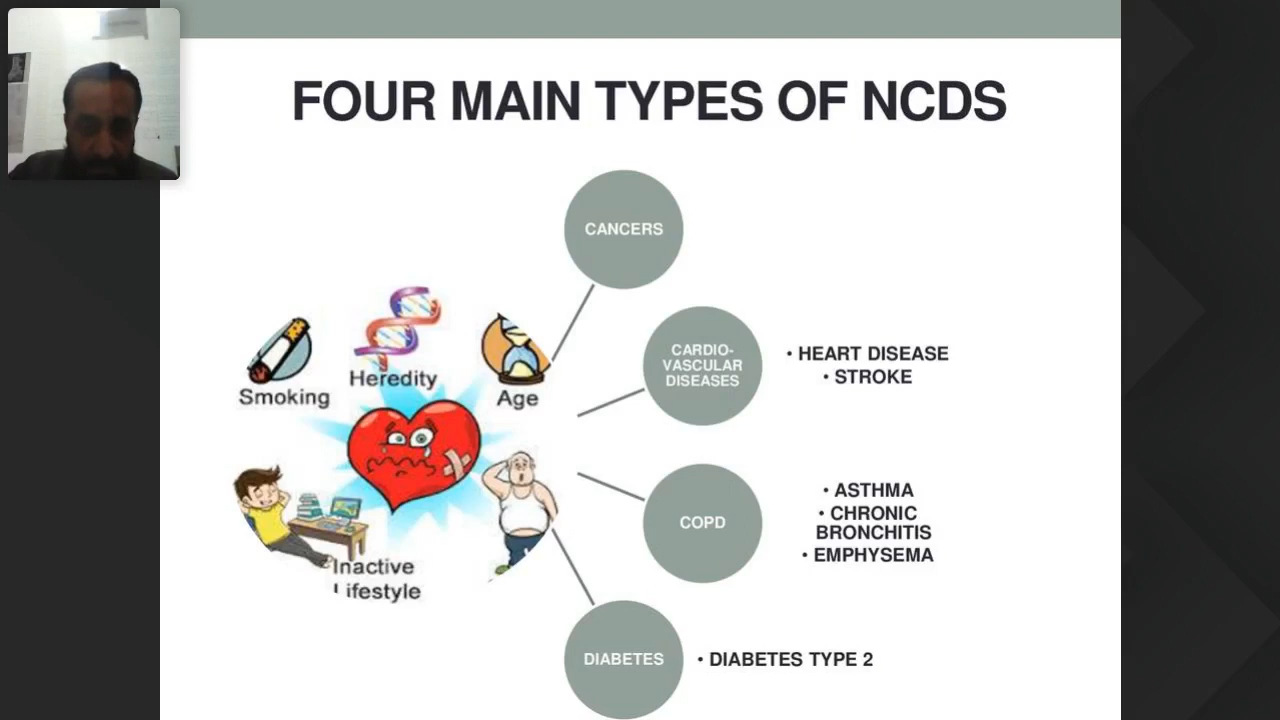 FOUR MAIN TYPES OF NCDS
CANCERS
Smoking
Heredity
Age
CARDIO-
VASCULAR
DISEASES
• HEART DISEASE
• STROKE
COPD
• ASTHMA
• CHRONIC
BRONCHITIS
• EMPHYSEMA
Inactive
Lifestyle
DIABETES
• DIABETES TYPE 2